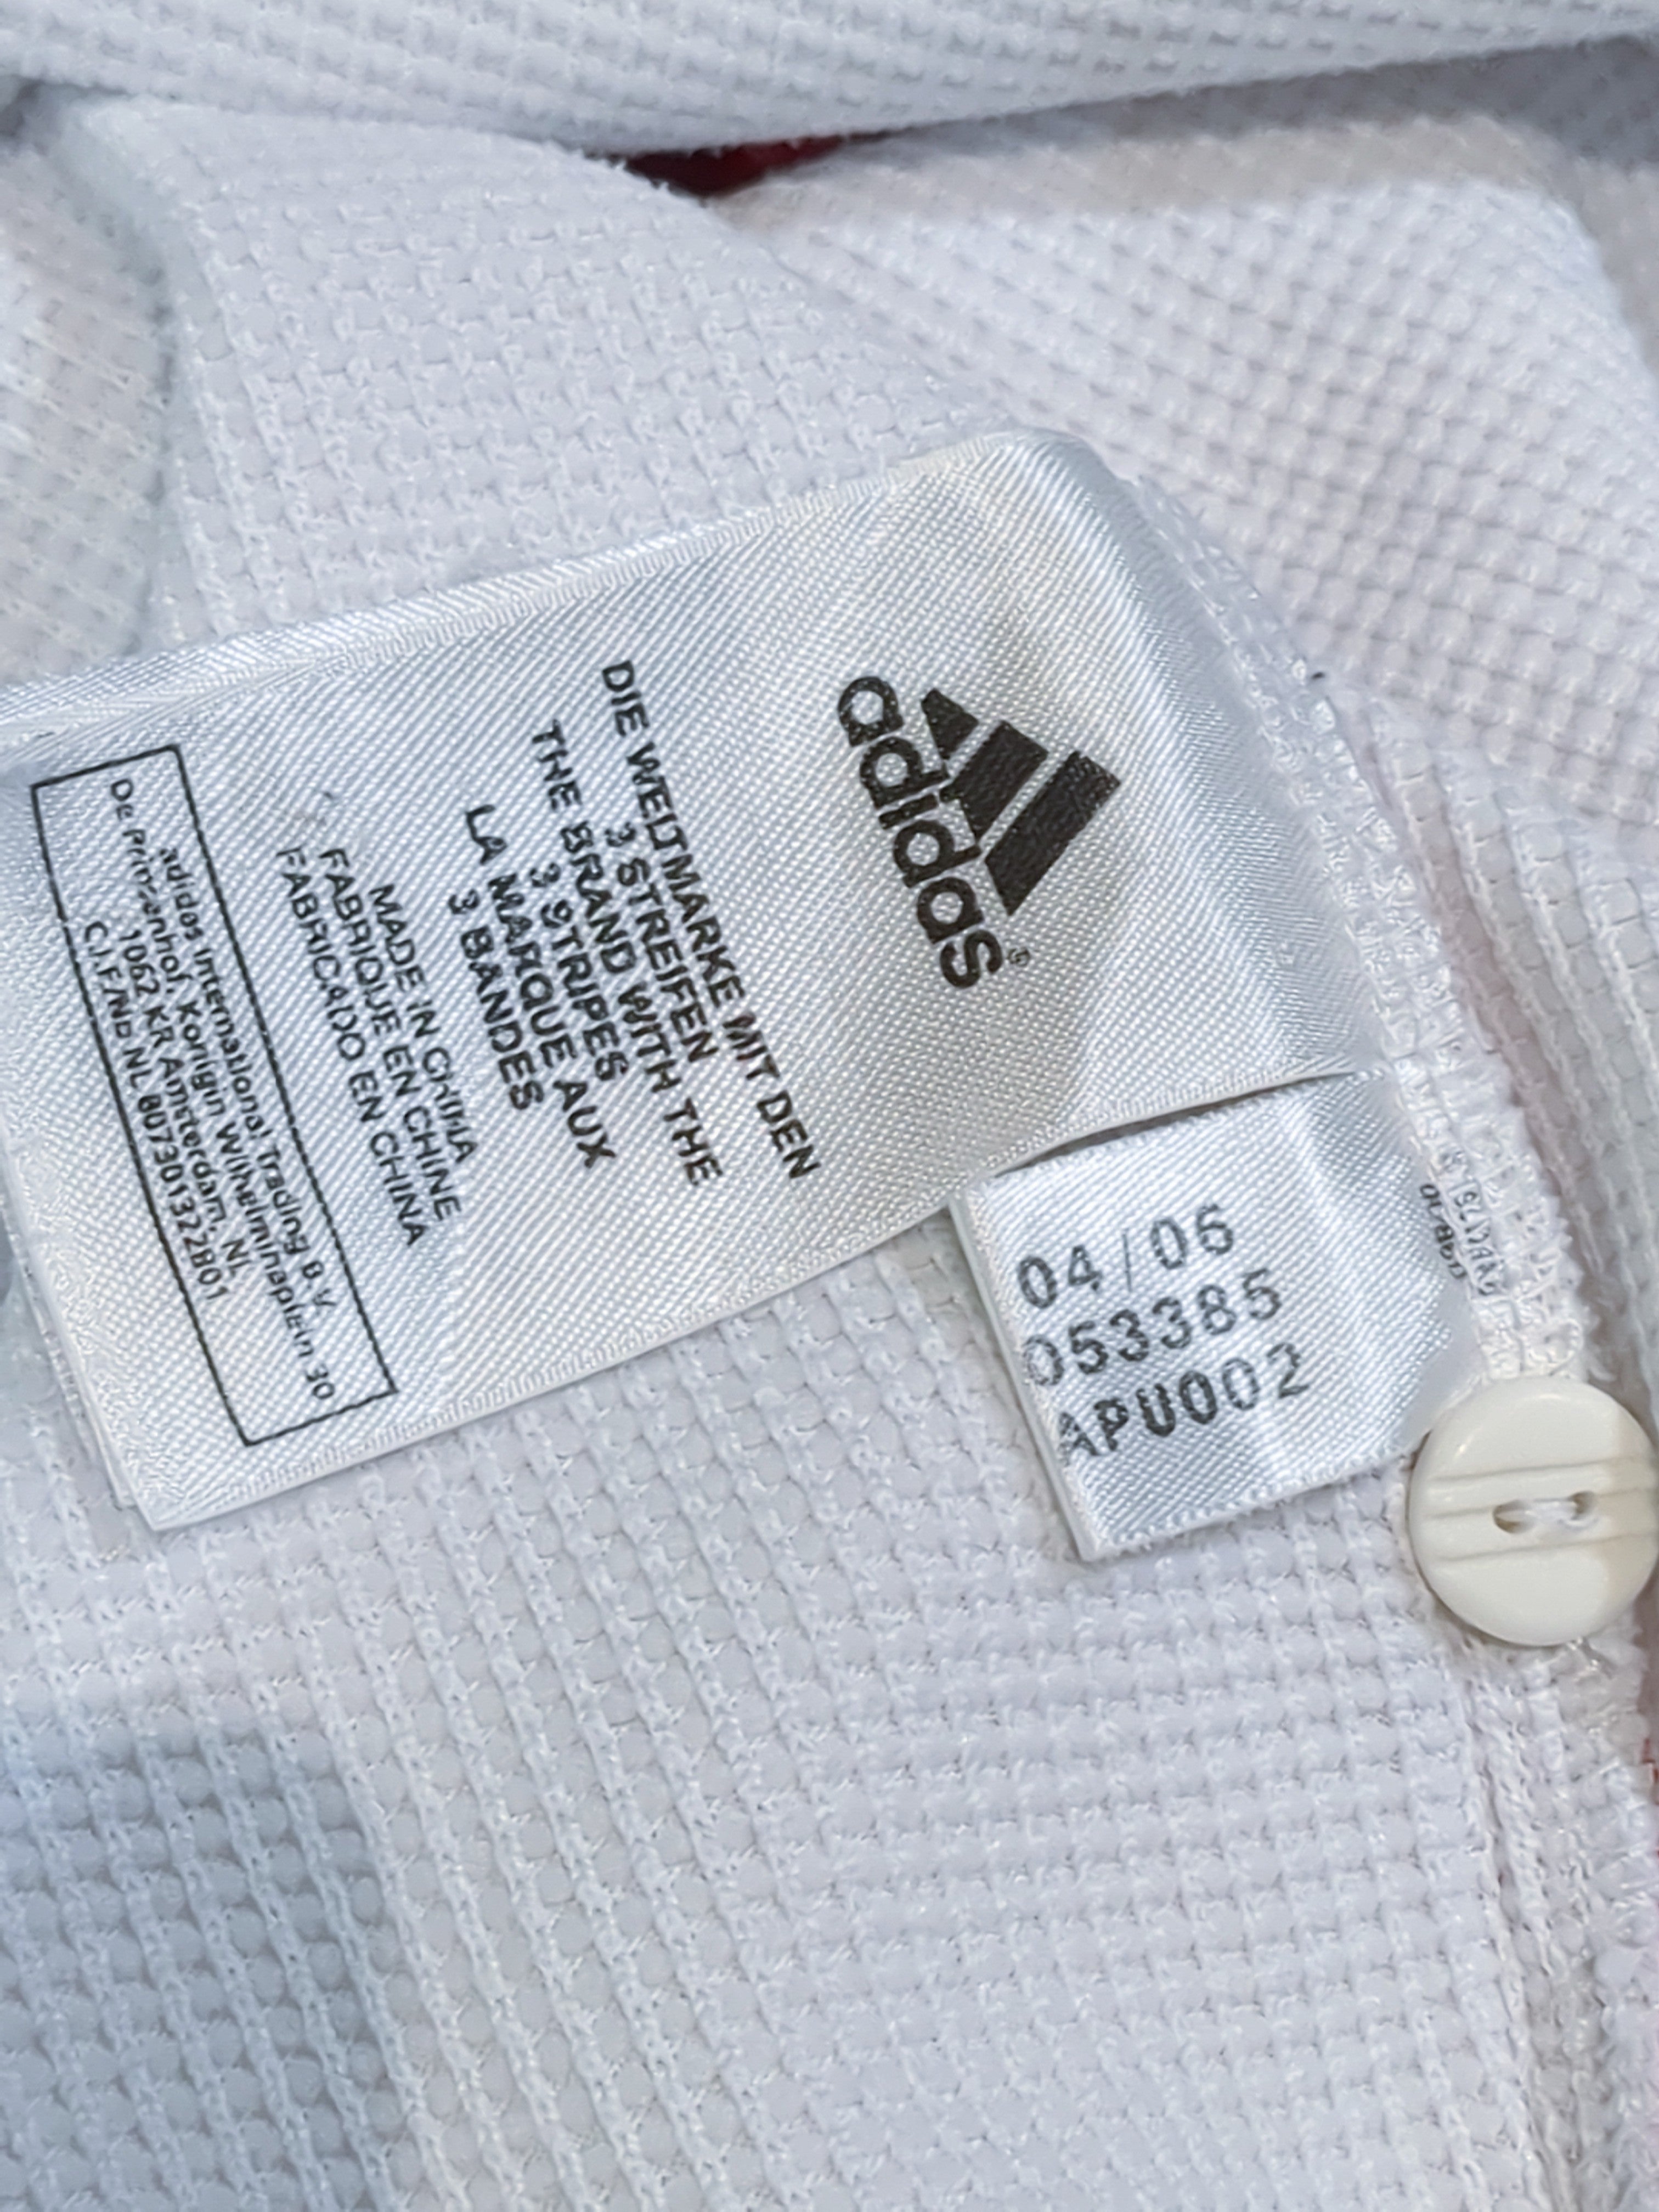 adidas®
DIE WELTMARKE MIT DEN
3 STREIFEN
THE BRAND WITH THE
3 STRIPES
LA MARQUE AUX
3 BANDES
MADE IN CHINA
FABRIQUE EN CHINE
FABRICADO EN CHINA
adidas International Trading B.V.
De Prinsenhof, Koningin Wilhelminaplein 30
1062 KR Amsterdam, NL
C.I.F./Nr. NL 807301322B01
04/06
053385
APU002